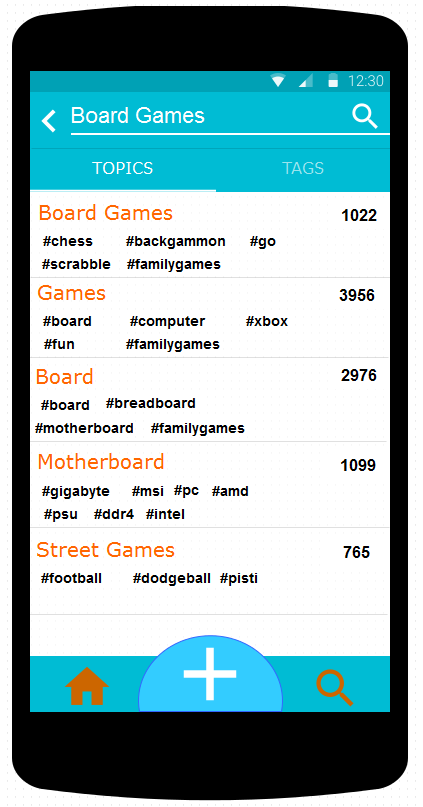 12:30
Board Games
TOPICS TAGS
Board Games 1022
#chess #backgammon #go
#scrabble #familygames
Games 3956
#board #computer #xbox
#fun #familygames
Board 2976
#board #breadboard
#motherboard #familygames
Motherboard 1099
#gigabyte #msi #pc #amd
#psu #ddr4 #intel
Street Games 765
#football #dodgeball #pisti